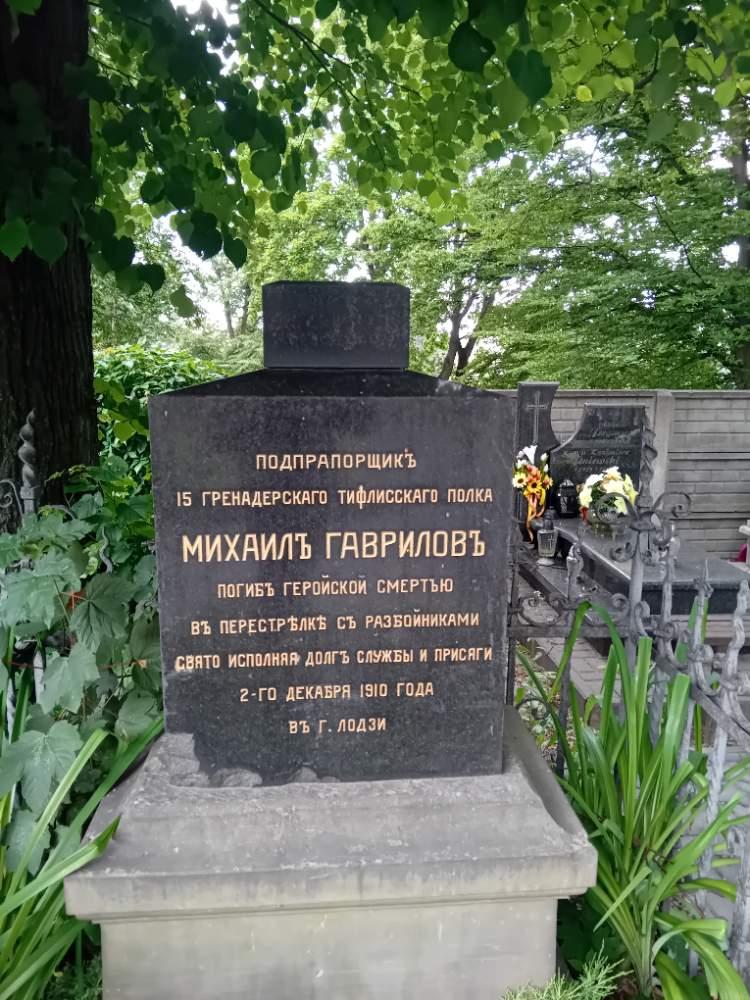 ПОДПРАПОРЩИКЪ
15 ГРЕНАДЕРСКАГО ТИФЛИССКАГО ПОЛКА
МИХАИЛЪ ГАВРИЛОВЪ
ПОГИБЪ ГЕРОЙСКОЙ СМЕРТЬЮ
ВЪ ПЕРЕСТРѢЛКѢ СЪ РАЗБОЙНИКАМИ
СВЯТО ИСПОЛНЯЯ ДОЛГЪ СЛУЖБЫ И ПРИСЯГИ
2-ГО ДЕКАБРЯ 1910 ГОДА
ВЪ Г. ЛОДЗИ